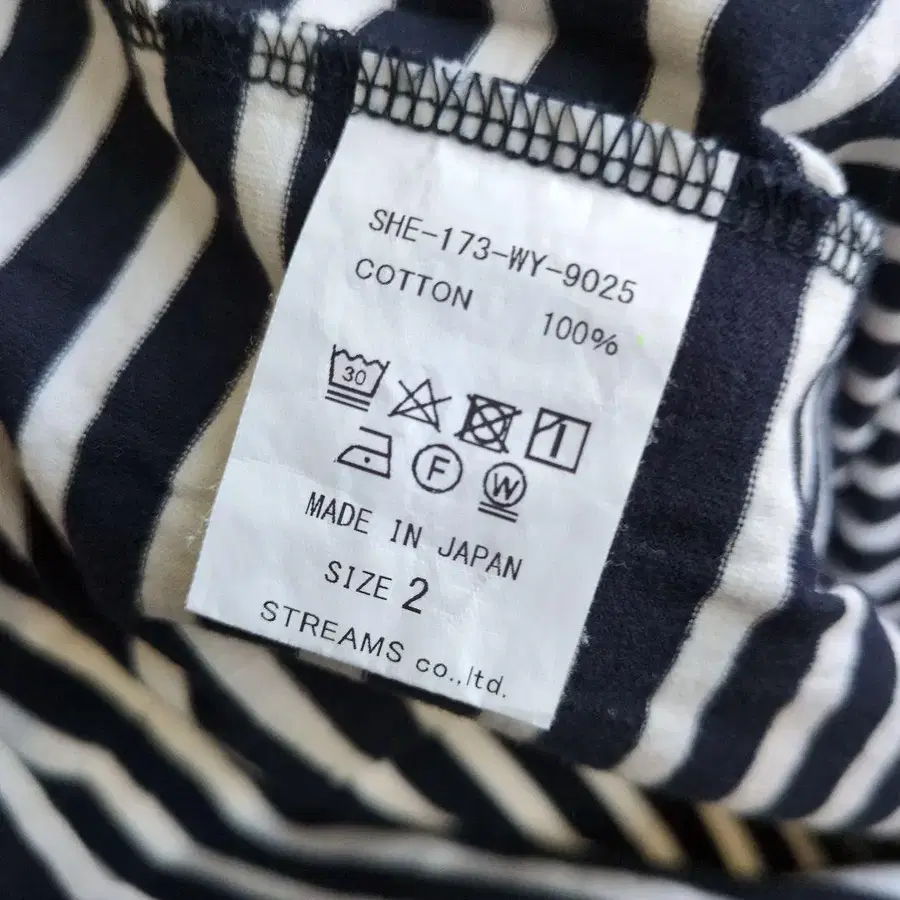 SHE-173-WY-9025
COTTON 100%
30
F W
MADE IN JAPAN
SIZE 2
STREAMS co.,ltd.